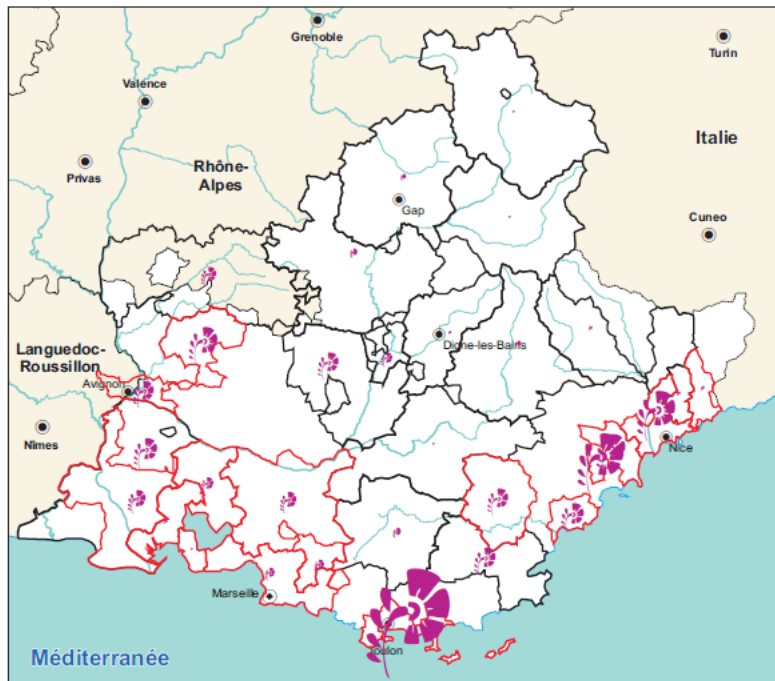 Grenoble
Turin
Valence
Italie
Rhône-
Alpes
Privas
Gap
Cuneo
Digne-les-Bains
Languedoc-
Roussillon
Avignon
Nîmes
Nice
Marseille
Toulon
Méditerranée